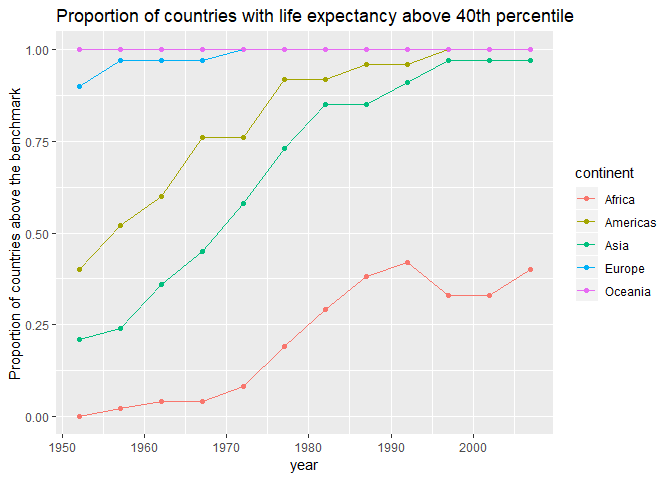 Proportion of countries with life expectancy above 40th percentile
Proportion of countries above the benchmark
1.00
0.75
0.50
0.25
0.00
1950 1960 1970 1980 1990 2000
year
continent
Africa
Americas
Asia
Europe
Oceania